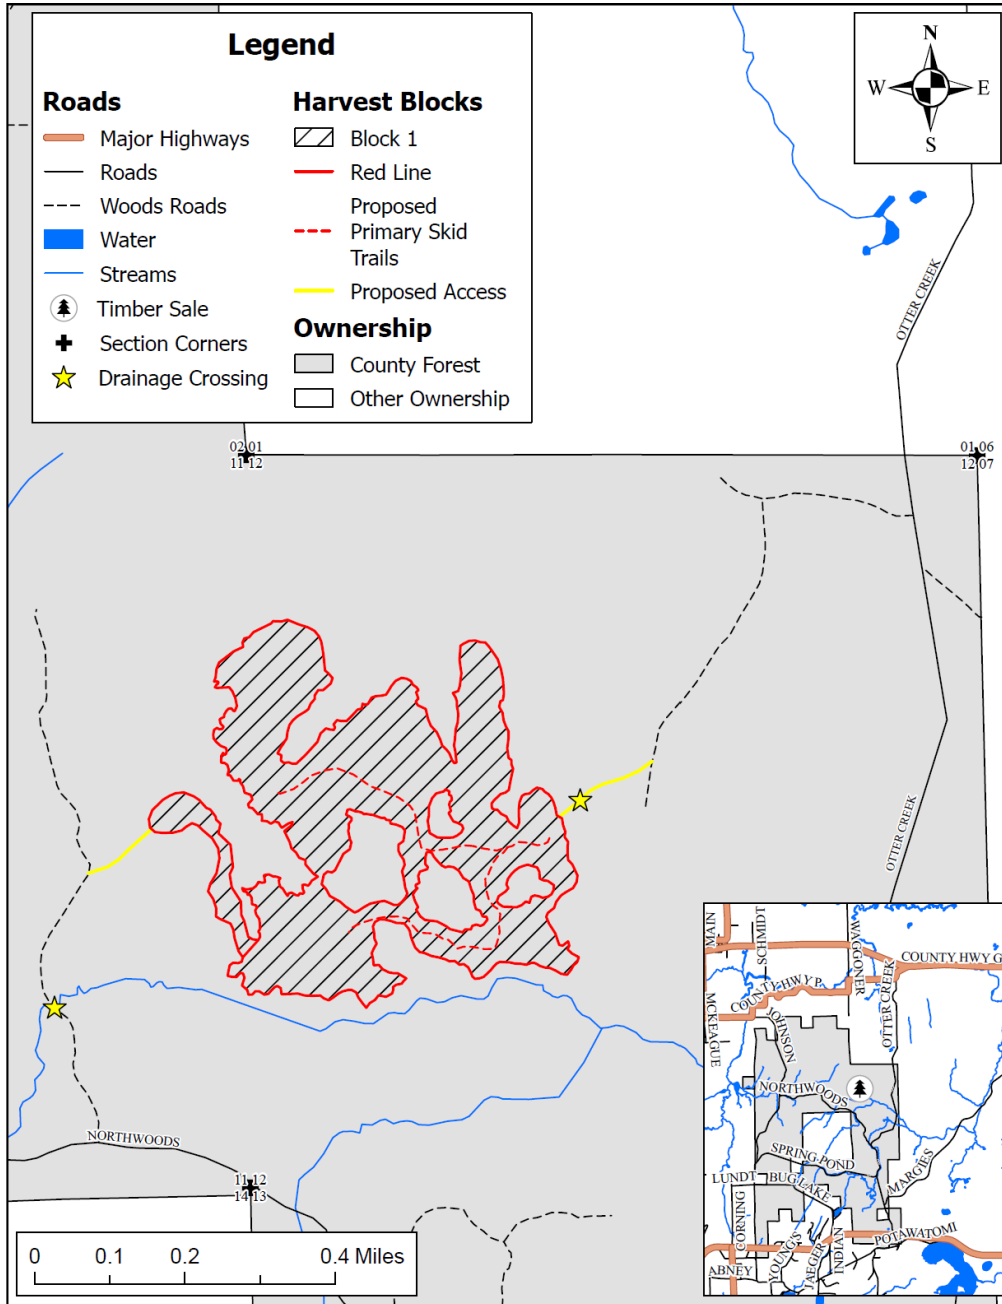 Legend
Roads
Major Highways
Roads
Woods Roads
Water
Streams
Timber Sale
Section Corners
Drainage Crossing
Harvest Blocks
Block 1
Red Line
Proposed
Primary Skid
Trails
Proposed Access
Ownership
County Forest
Other Ownership
N
W E
S
OTTER CREEK
02 01
11 12
01 06
12 07
OTTER CREEK
NORTHWOODS
11 12
14 13
0 0.1 0.2 0.4 Miles
MAIN
SCHMIDT
WAGGONER
COUNTY HWY G
COUNTY HWY P
OTTER CREEK
MCKEAGUE
JOHNSON
NORTHWOODS
SPRING POND
MARGIES
LUNDT
BUG LAKE
CORNING
YOUNG'S
JAEGER
INDIAN
POTAWATOMI
ABNEY